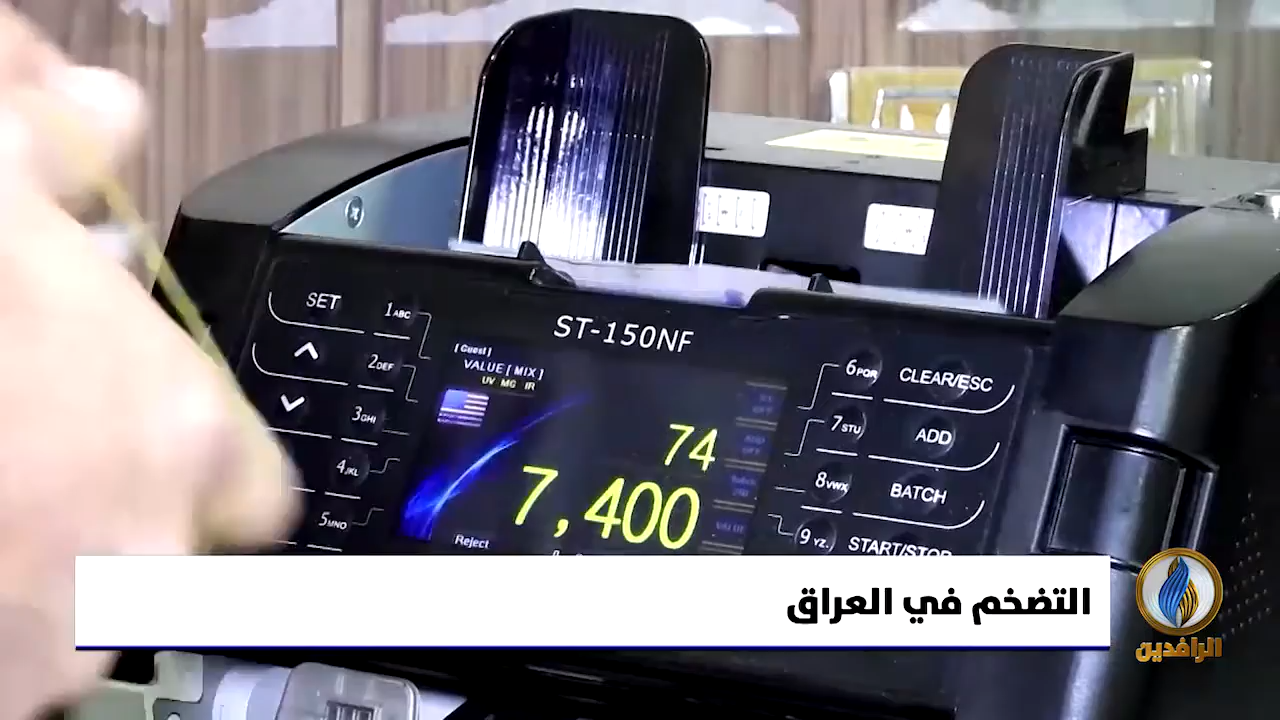 ST-150NF
SET
1ABC
2DEF
3GHI
4JKL
5MNO
[ Guest ]
VALUE [ MIX ]
UV MG IR
74
7,400
Reject
6PQR
CLEAR/ESC
7STU
ADD
8VWX
BATCH
9YZ.
START/STOP
التضخم في العراق
الرافدين